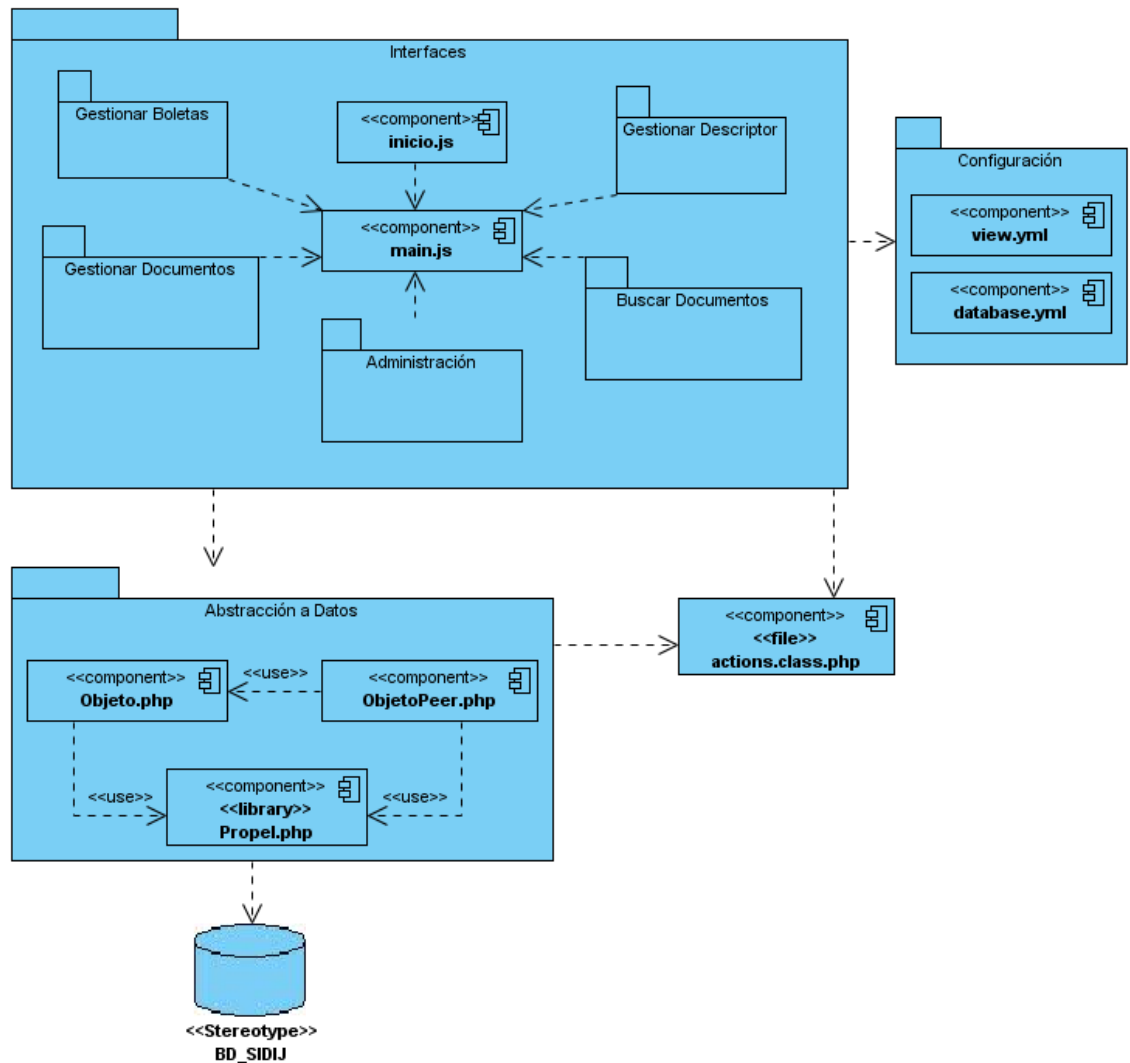 Interfaces
Gestionar Boletas
<<component>>
inicio.js
Gestionar Descriptor
<<component>>
main.js
Gestionar Documentos
Buscar Documentos
Administración
Configuración
<<component>>
view.yml
<<component>>
database.yml
Abstracción a Datos
<<component>>
Objeto.php
<<use>>
<<component>>
ObjetoPeer.php
<<use>>
<<component>>
<<library>>
Propel.php
<<use>>
<<component>>
<<file>>
actions.class.php
<<Stereotype>>
BD_SIDIJ